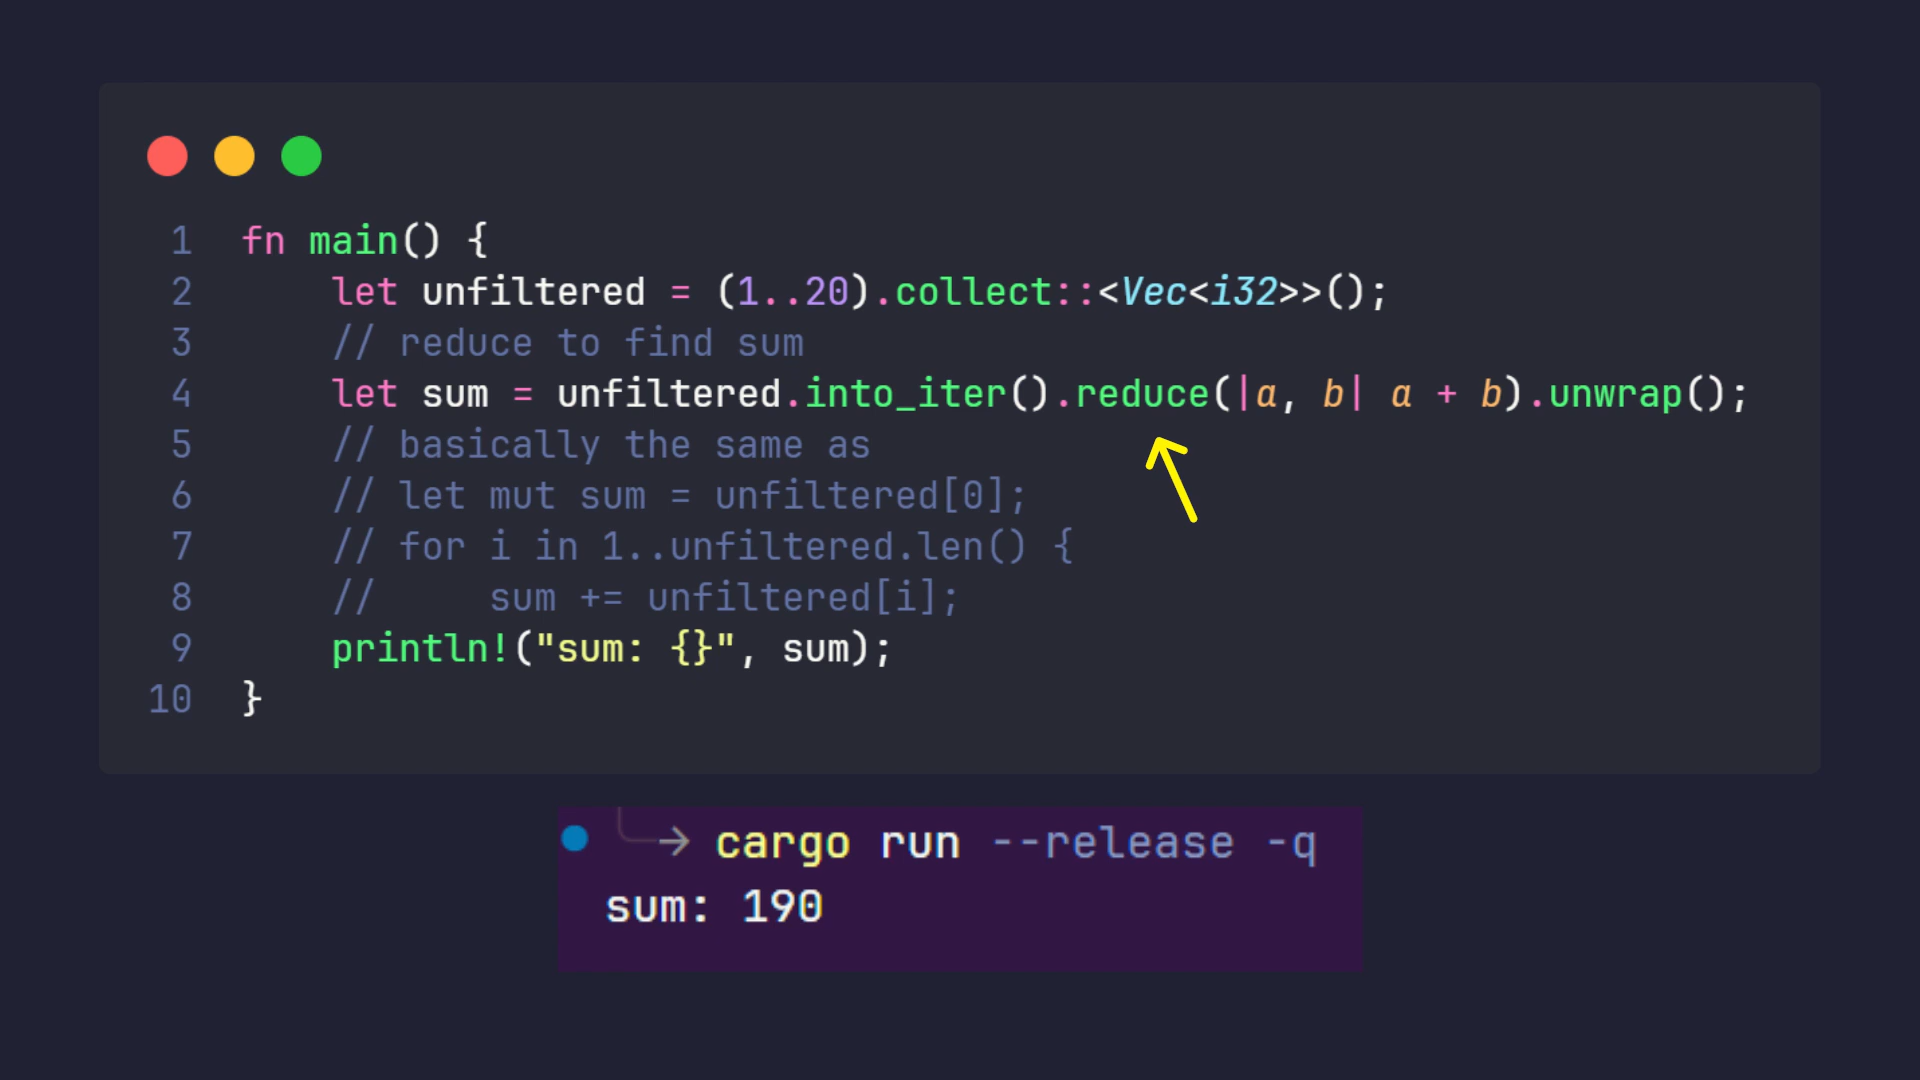 1 fn main() {
2     let unfiltered = (1..20).collect::<Vec<i32>>();
3     // reduce to find sum
4     let sum = unfiltered.into_iter().reduce(|a, b| a + b).unwrap();
5     // basically the same as
6     // let mut sum = unfiltered[0];
7     // for i in 1..unfiltered.len() {
8     //     sum += unfiltered[i];
9     println!("sum: {}", sum);
10 }
→ cargo run --release -q
sum: 190